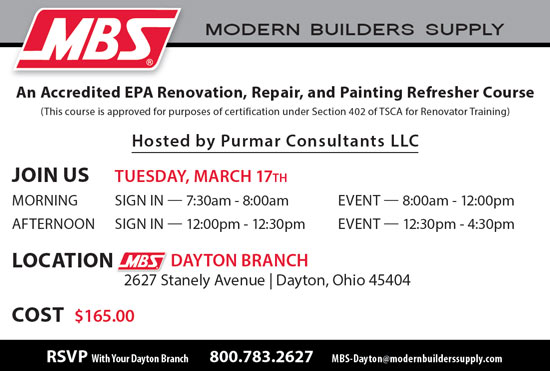 MBS® MODERN BUILDERS SUPPLY
An Accredited EPA Renovation, Repair, and Painting Refresher Course
(This course is approved for purposes of certification under Section 402 of TSCA for Renovator Training)
Hosted by Purmar Consultants LLC
JOIN US TUESDAY, MARCH 17TH
MORNING SIGN IN — 7:30am - 8:00am EVENT — 8:00am - 12:00pm
AFTERNOON SIGN IN — 12:00pm - 12:30pm EVENT — 12:30pm - 4:30pm
LOCATION MBS DAYTON BRANCH
2627 Stanely Avenue | Dayton, Ohio 45404
COST $165.00
RSVP With Your Dayton Branch 800.783.2627 MBS-Dayton@modernbuilderssupply.com